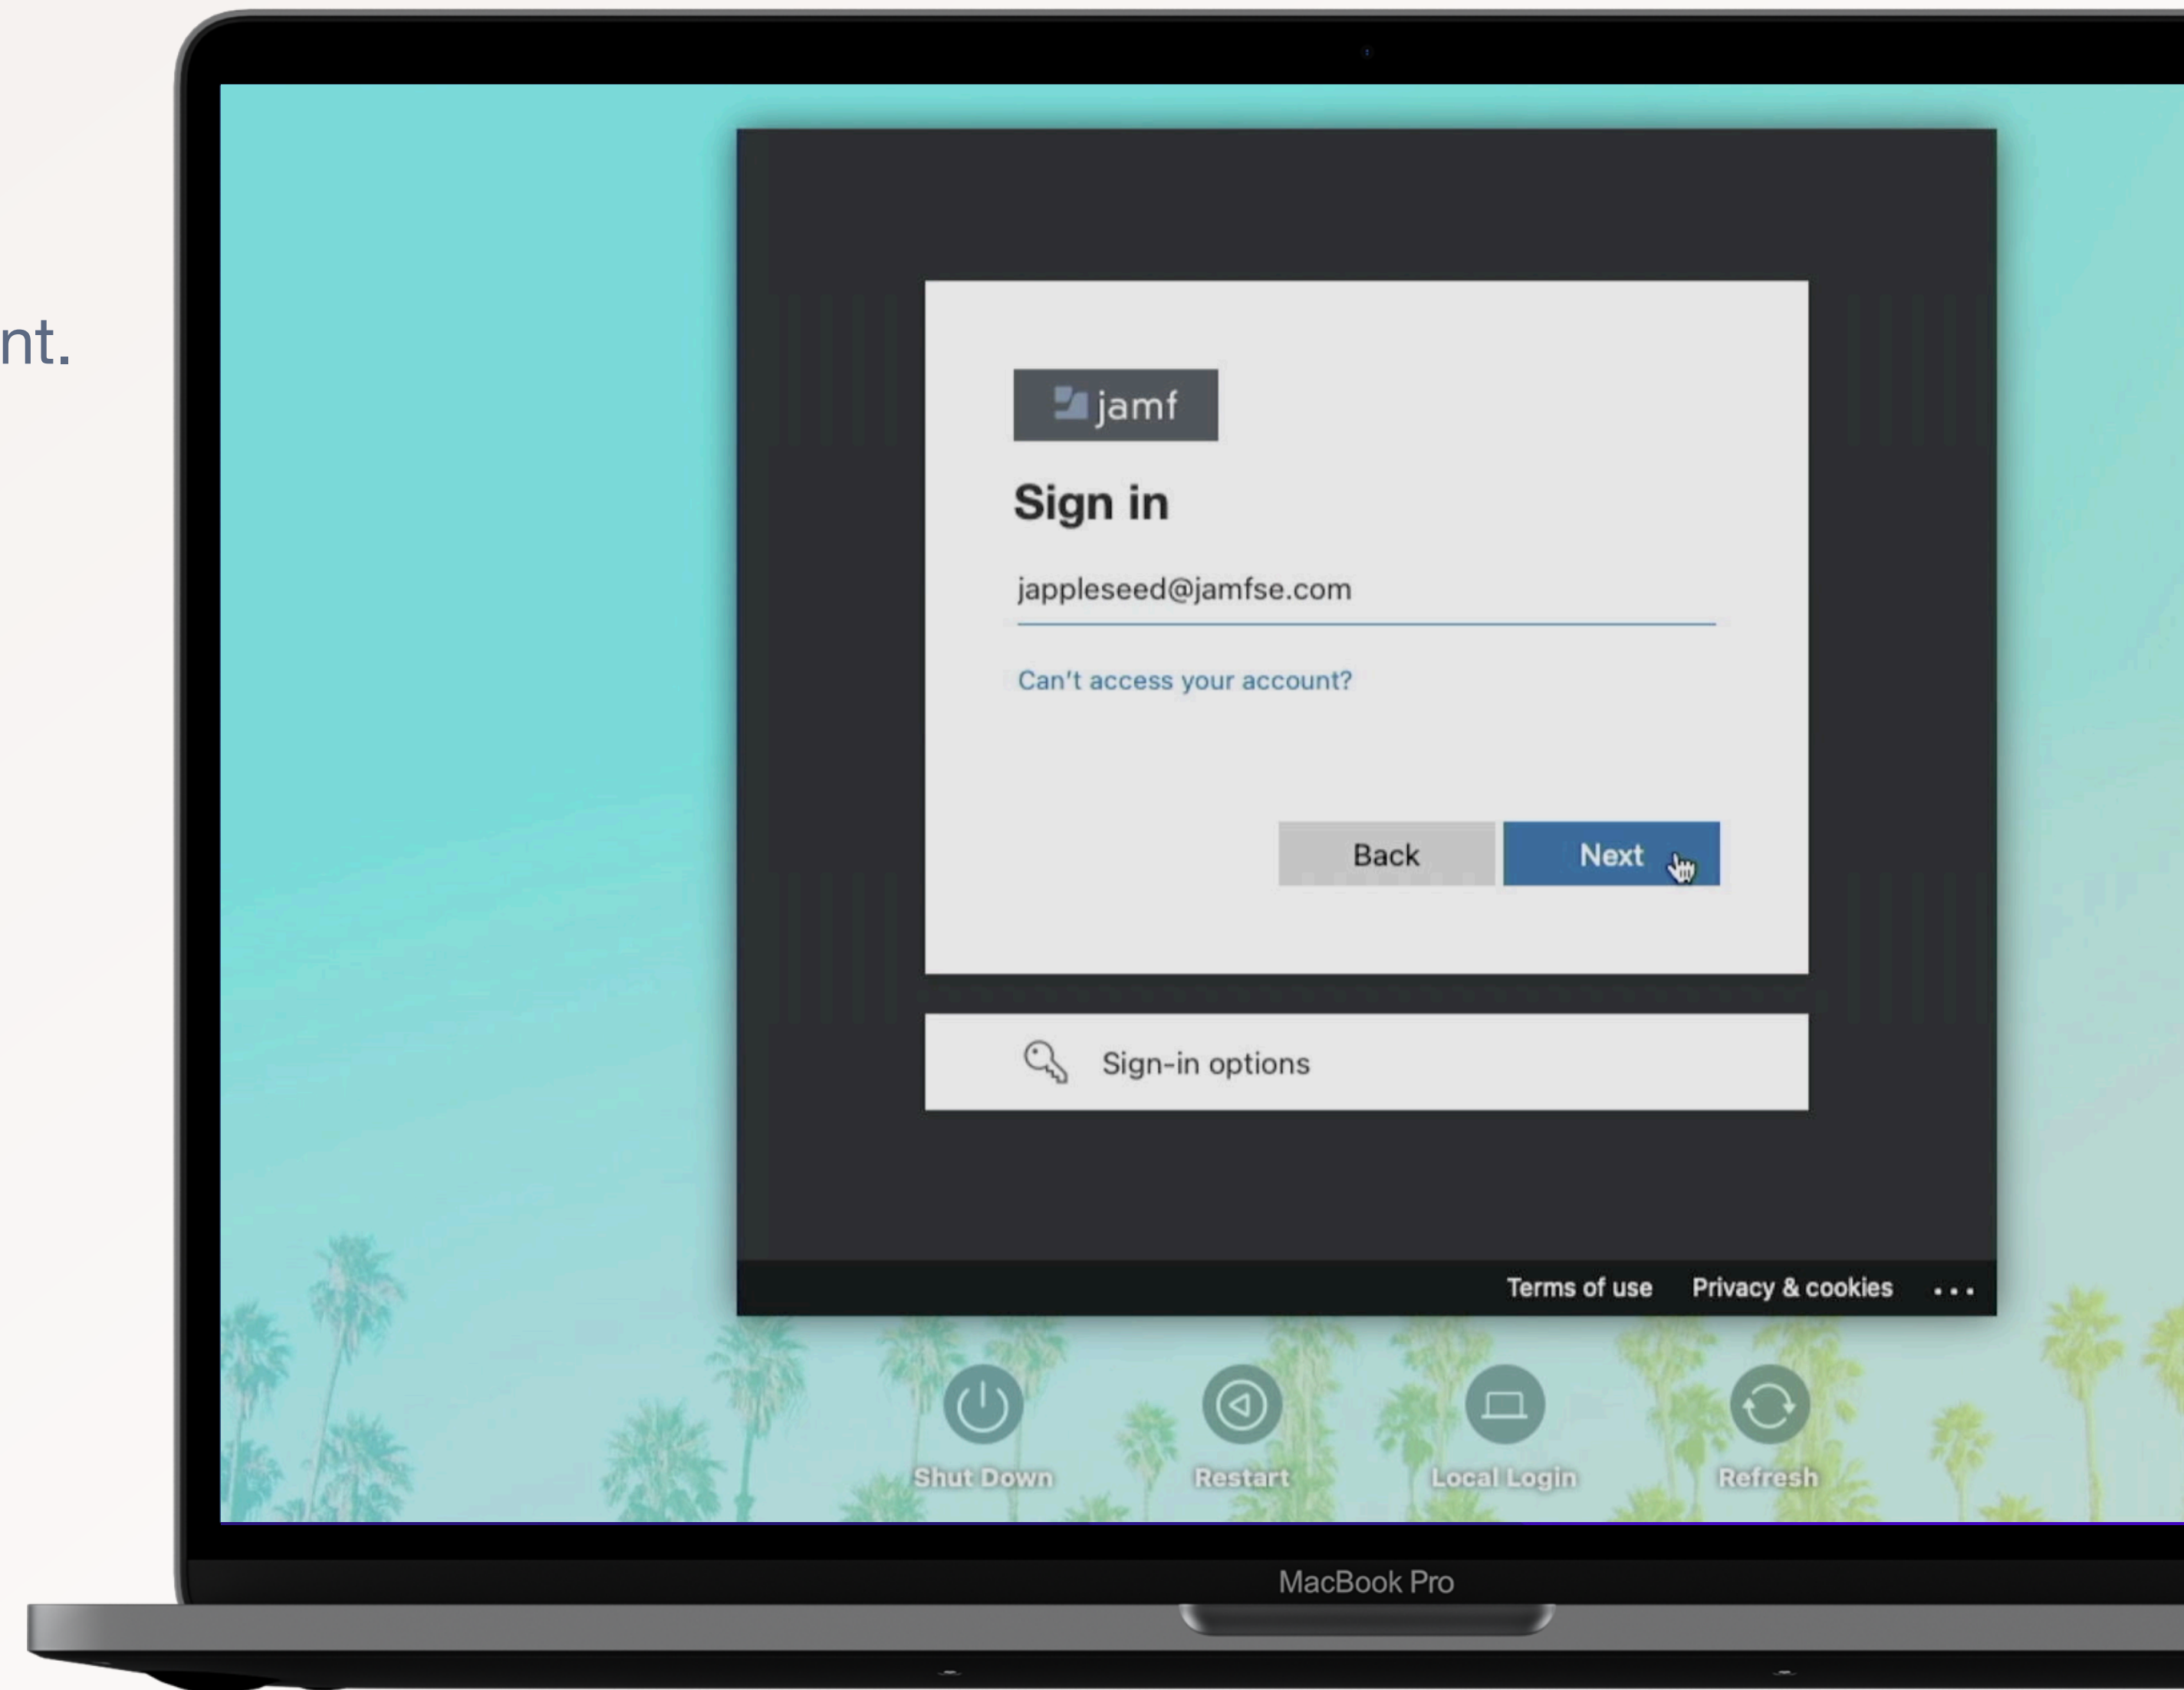 nt.
jamf
Sign in
jappleseed@jamfse.com
Can't access your account?
Back Next
Sign-in options
Terms of use Privacy & cookies ...
Shut Down Restart Local Login Refresh
MacBook Pro